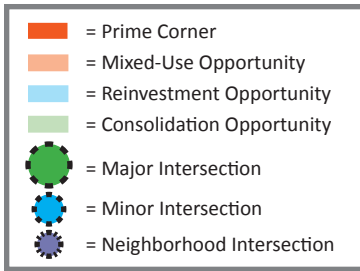 = Prime Corner
= Mixed-Use Opportunity
= Reinvestment Opportunity
= Consolidation Opportunity
= Major Intersection
= Minor Intersection
= Neighborhood Intersection